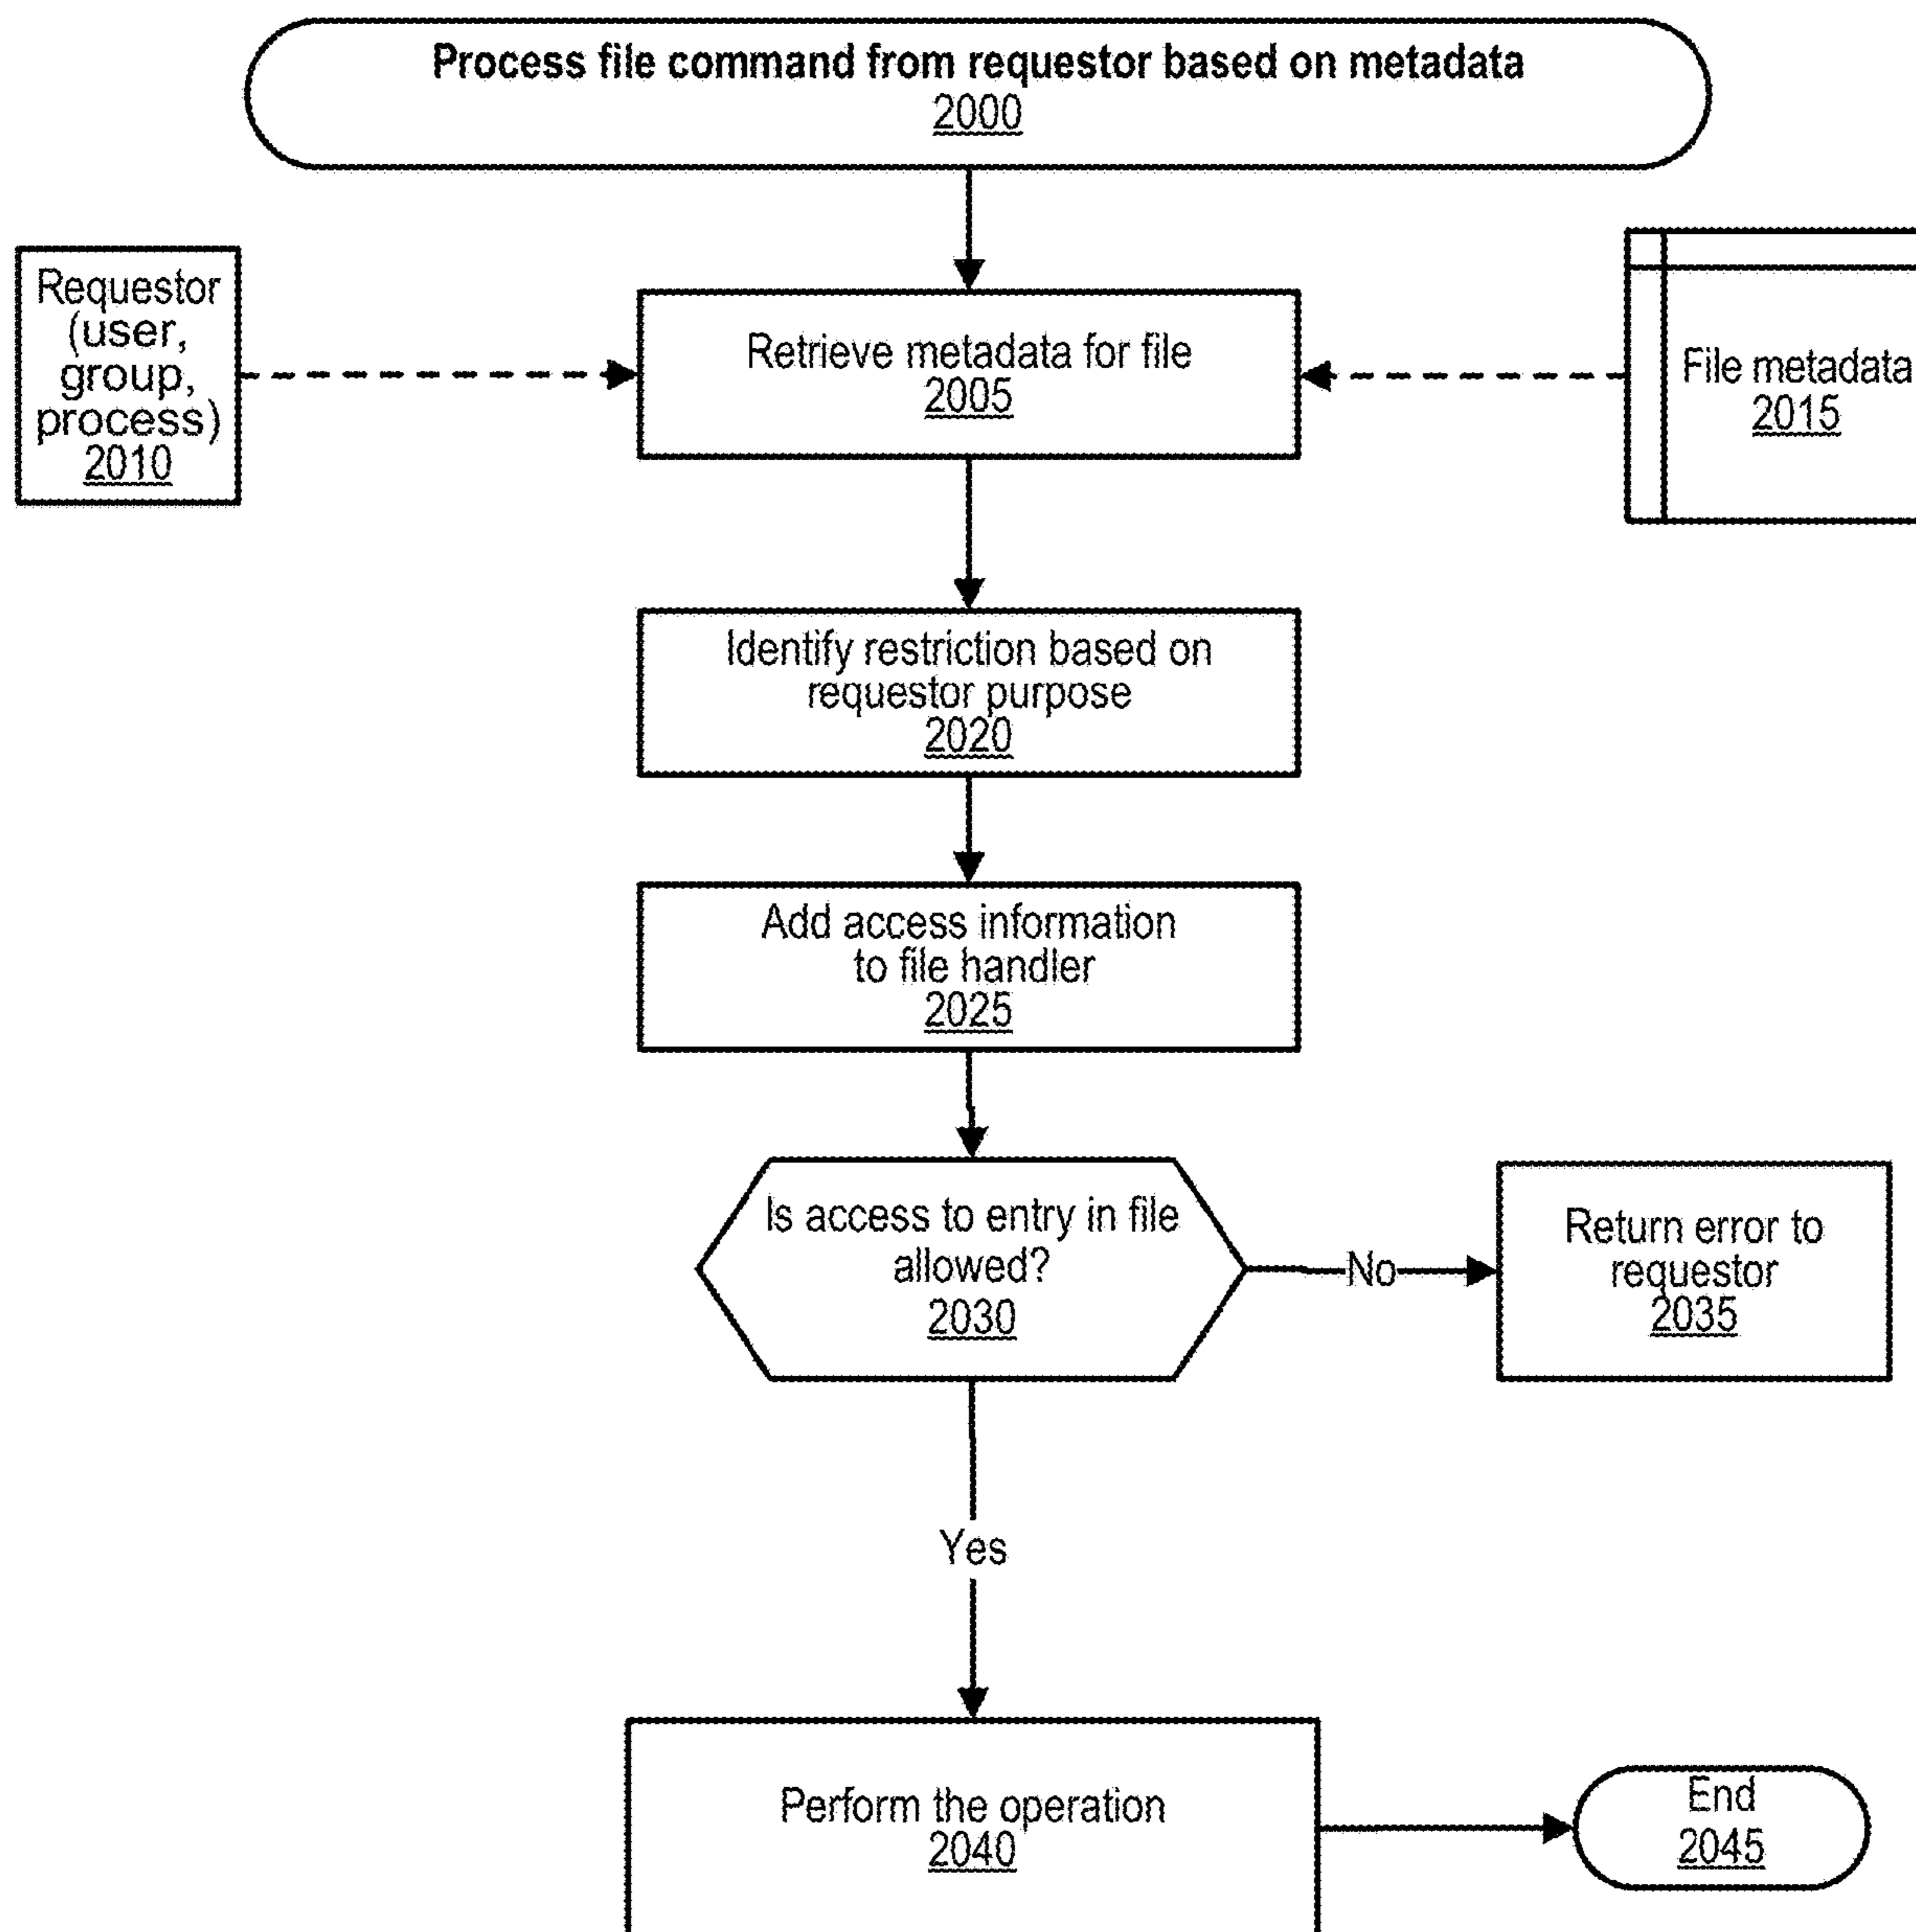 Process file command from requestor based on metadata
2000
Requestor
(user,
group,
process)
2010
Retrieve metadata for file
2005
File metadata
2015
Identify restriction based on
requestor purpose
2020
Add access information
to file handler
2025
Is access to entry in file
allowed?
2030
No
Return error to
requestor
2035
Yes
Perform the operation
2040
End
2045